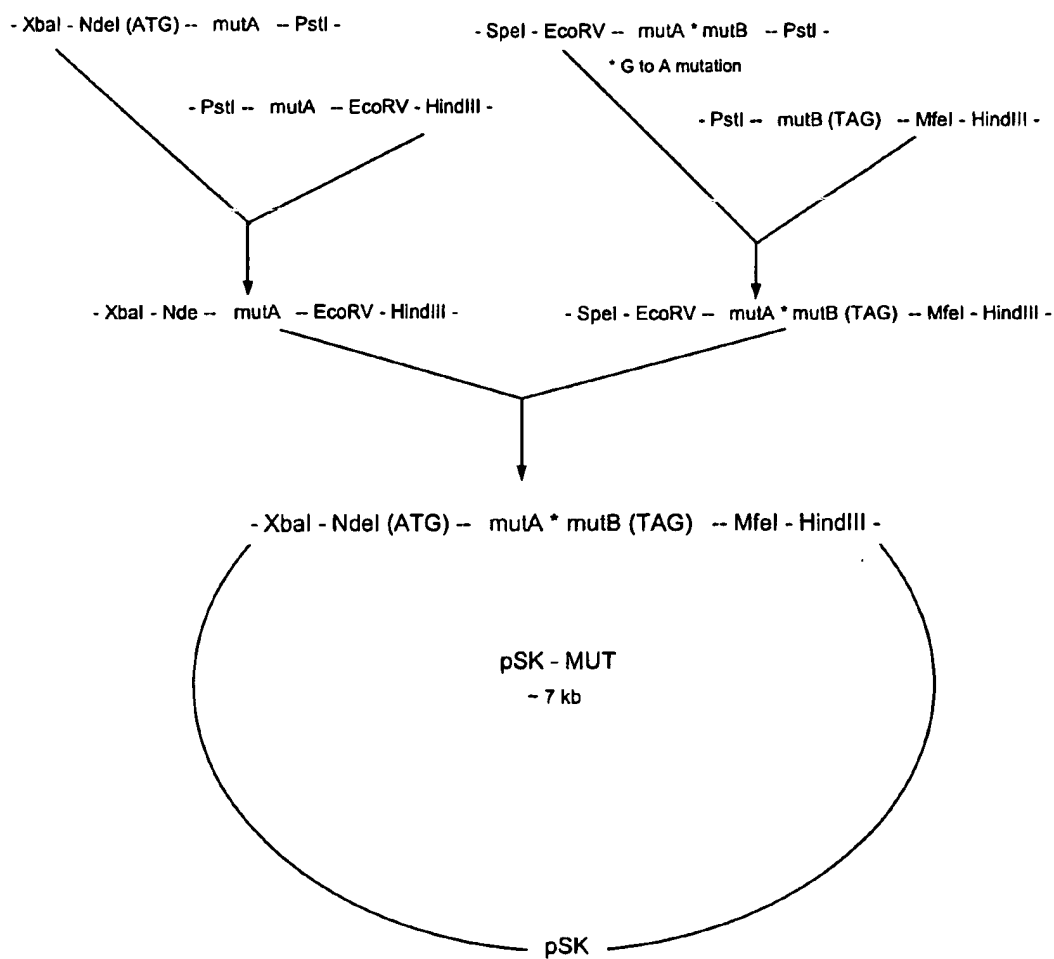 - XbaI - NdeI (ATG) -- mutA -- PstI -
- SpeI - EcoRV -- mutA * mutB -- PstI -
* G to A mutation
- PstI -- mutA -- EcoRV - HindIII -
- PstI -- mutB (TAG) -- MfeI - HindIII -
- XbaI - Nde -- mutA -- EcoRV - HindIII -
- SpeI - EcoRV -- mutA * mutB (TAG) -- MfeI - HindIII -
- XbaI - NdeI (ATG) -- mutA * mutB (TAG) -- MfeI - HindIII -
pSK - MUT
~ 7 kb
pSK